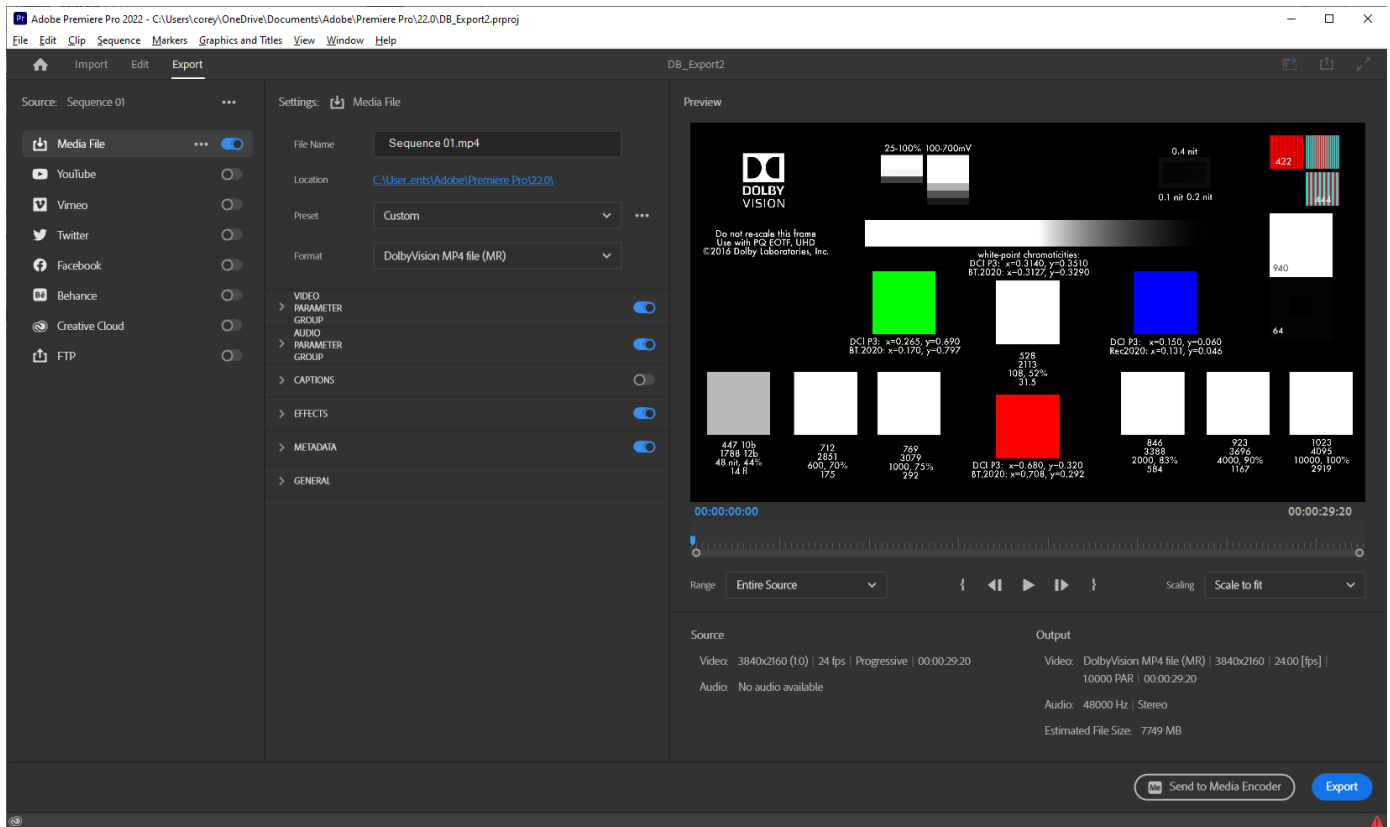 Pr Adobe Premiere Pro 2022 - C:\Users\corey\OneDrive\Documents\Adobe\Premiere Pro\22.0\DB_Export2.prproj
File Edit Clip Sequence Markers Graphics and Titles View Window Help
Import Edit Export DB_Export2
Source: Sequence 01
Media File
YouTube
Vimeo
Twitter
Facebook
Bē Behance
Creative Cloud
FTP
Settings: Media File
File Name Sequence 01.mp4
Location C:\User..ents\Adobe\Premiere Pro\22.0\
Preset Custom
Format DolbyVision MP4 file (MR)
VIDEO
PARAMETER
GROUP
AUDIO
PARAMETER
GROUP
CAPTIONS
EFFECTS
METADATA
GENERAL
Preview
DOLBY
VISION
25-100% 100-700mV
0.4 nit
0.1 nit 0.2 nit
422
444
Do not re-scale this frame
Use with PQ EOTF, UHD
©2016 Dolby Laboratories, Inc.
white-point chromaticities:
DCI P3: x=0.3140, y=0.3510
BT.2020: x=0.3127, y=0.3290
940
64
DCI P3: x=0.265, y=0.690
BT.2020: x=0.170, y=0.797
528
2113
108, 52%
31.5
DCI P3: x=0.150, y=0.060
Rec2020: x=0.131, y=0.046
447 10b
1788 12b
48 nit, 44%
14 fl
712
2851
600, 70%
175
769
3079
1000, 75%
292
DCI P3: x=0.680, y=0.320
BT.2020: x=0.708, y=0.292
846
3388
2000, 83%
584
923
3696
4000, 90%
1167
1023
4095
10000, 100%
2919
00:00:00:00 00:00:29:20
Range Entire Source Scaling Scale to fit
Source
Video: 3840x2160 (1.0) | 24 fps | Progressive | 00:00:29:20
Audio: No audio available
Output
Video: DolbyVision MP4 file (MR) | 3840x2160 | 24.00 [fps] |
1.0000 PAR | 00:00:29:20
Audio: 48000 Hz | Stereo
Estimated File Size: 7749 MB
Me Send to Media Encoder Export